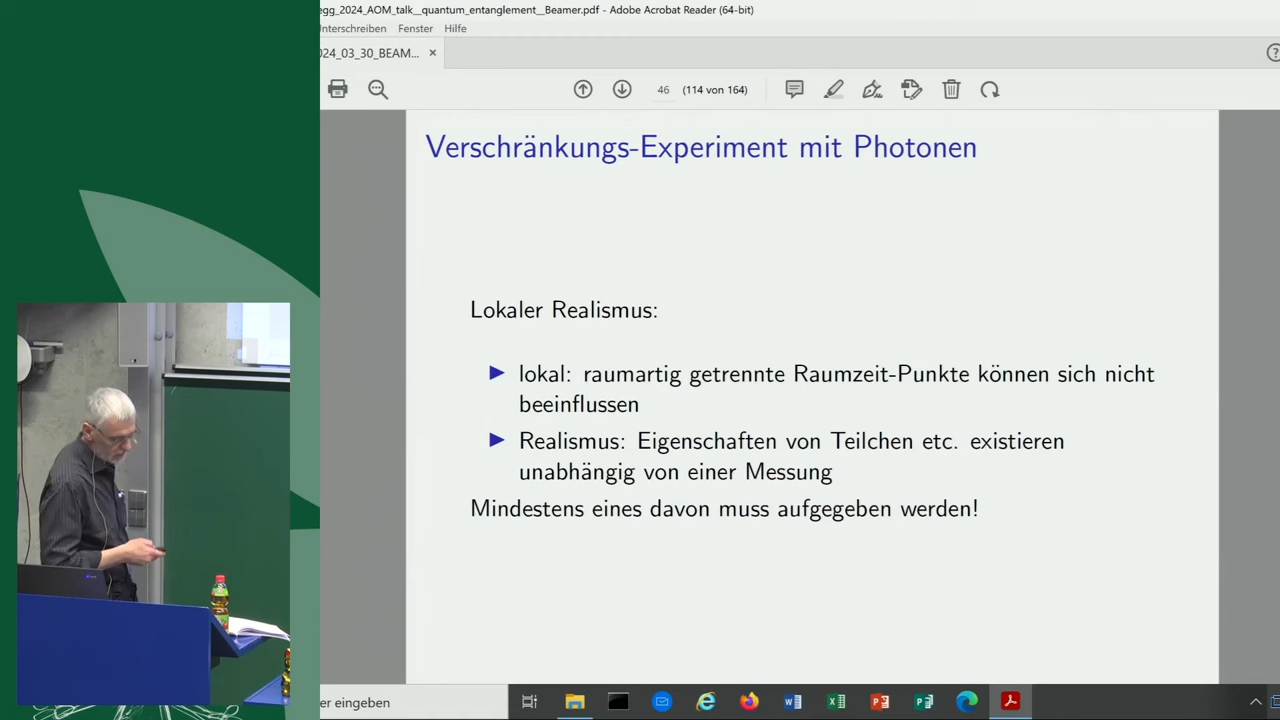 egg_2024_AOM_talk__quantum_entanglement__Beamer.pdf - Adobe Acrobat Reader (64-bit)
Unterschreiben Fenster Hilfe
024_03_30_BEAM... ×
46 (114 von 164)
Verschränkungs-Experiment mit Photonen
Lokaler Realismus:
▶ lokal: raumartig getrennte Raumzeit-Punkte können sich nicht
beeinflussen
▶ Realismus: Eigenschaften von Teilchen etc. existieren
unabhängig von einer Messung
Mindestens eines davon muss aufgegeben werden!
er eingeben